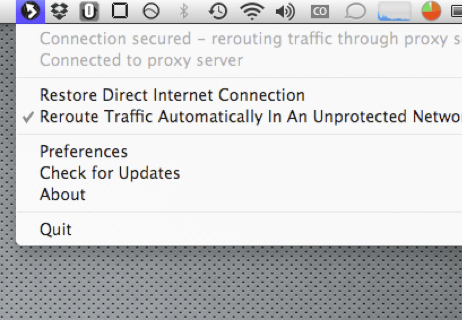 CO
Connection secured – rerouting traffic through proxy s
Connected to proxy server
Restore Direct Internet Connection
Reroute Traffic Automatically In An Unprotected Netwo
Preferences
Check for Updates
About
Quit